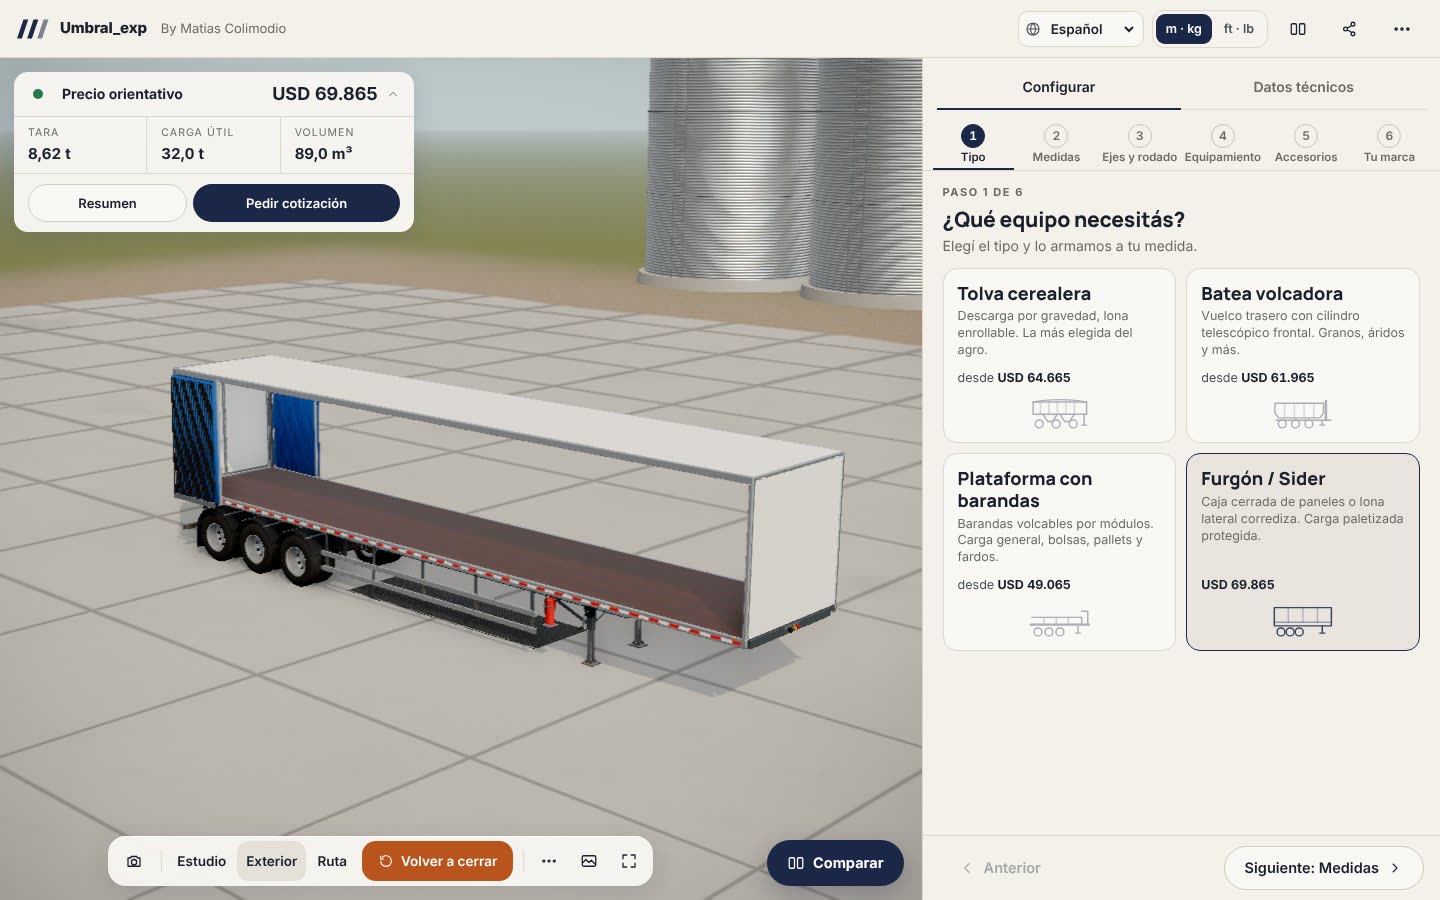 Umbral_exp By Matias Colimodio
Español
m · kg
ft · lb
Precio orientativo USD 69.865
TARA
8,62 t
CARGA ÚTIL
32,0 t
VOLUMEN
89,0 m³
Resumen
Pedir cotización
Estudio
Exterior
Ruta
Volver a cerrar
Comparar
Configurar
Datos técnicos
1
Tipo
2
Medidas
3
Ejes y rodado
4
Equipamiento
5
Accesorios
6
Tu marca
PASO 1 DE 6
¿Qué equipo necesitás?
Elegí el tipo y lo armamos a tu medida.
Tolva cerealera
Descarga por gravedad, lona
enrollable. La más elegida del
agro.
desde USD 64.665
Batea volcadora
Vuelco trasero con cilindro
telescópico frontal. Granos, áridos
y más.
desde USD 61.965
Plataforma con
barandas
Barandas volcables por módulos.
Carga general, bolsas, pallets y
fardos.
desde USD 49.065
Furgón / Sider
Caja cerrada de paneles o lona
lateral corrediza. Carga paletizada
protegida.
USD 69.865
Anterior
Siguiente: Medidas